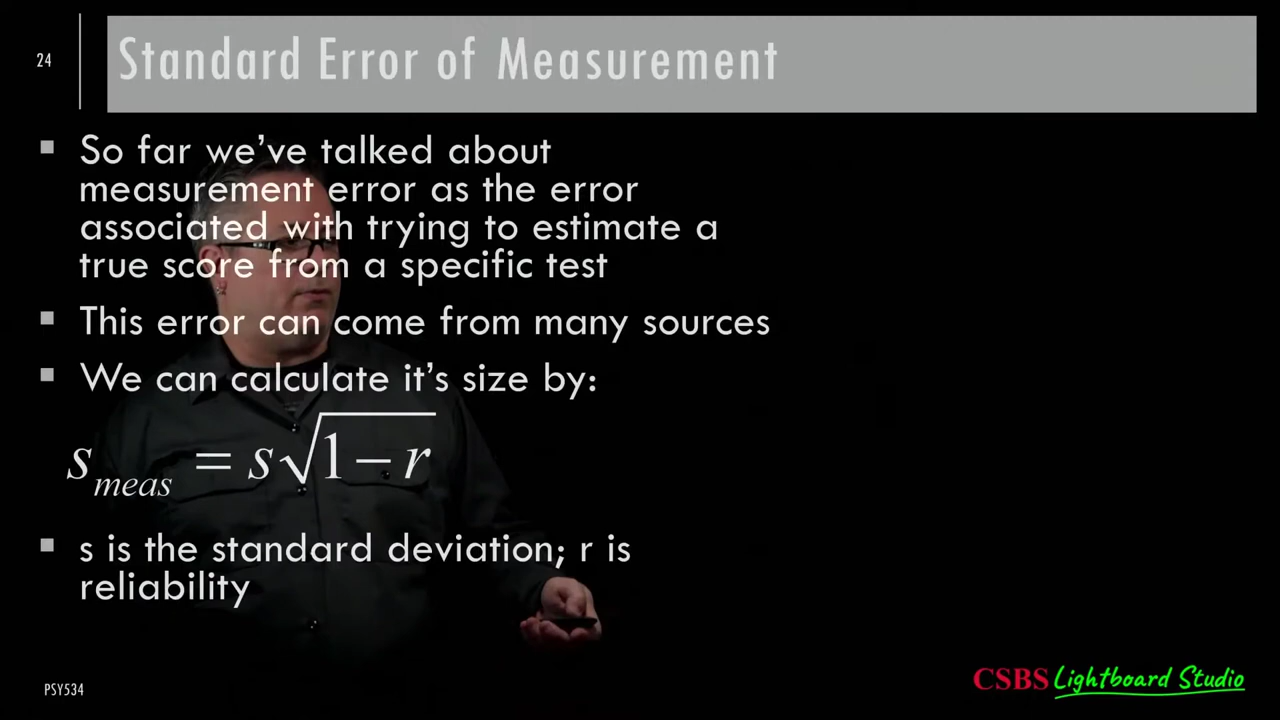 24
Standard Error of Measurement
▪ So far we’ve talked about
measurement error as the error
associated with trying to estimate a
true score from a specific test
▪ This error can come from many sources
▪ We can calculate it’s size by:
s_meas = s√(1 − r)
▪ s is the standard deviation; r is
reliability
PSY534
CSBS Lightboard Studio